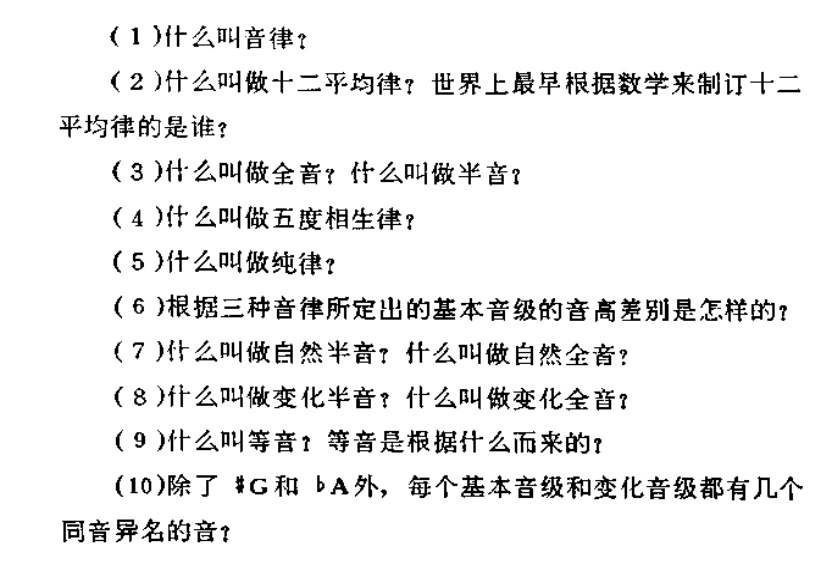 (1)什么叫音律?
(2)什么叫做十二平均律? 世界上最早根据数学来制订十二
平均律的是谁?
(3)什么叫做全音? 什么叫做半音?
(4)什么叫做五度相生律?
(5)什么叫做纯律?
(6)根据三种音律所定出的基本音级的音高差别是怎样的?
(7)什么叫做自然半音? 什么叫做自然全音?
(8)什么叫做变化半音? 什么叫做变化全音?
(9)什么叫等音? 等音是根据什么而来的?
(10)除了 #G和 ♭A外, 每个基本音级和变化音级都有几个
同音异名的音?